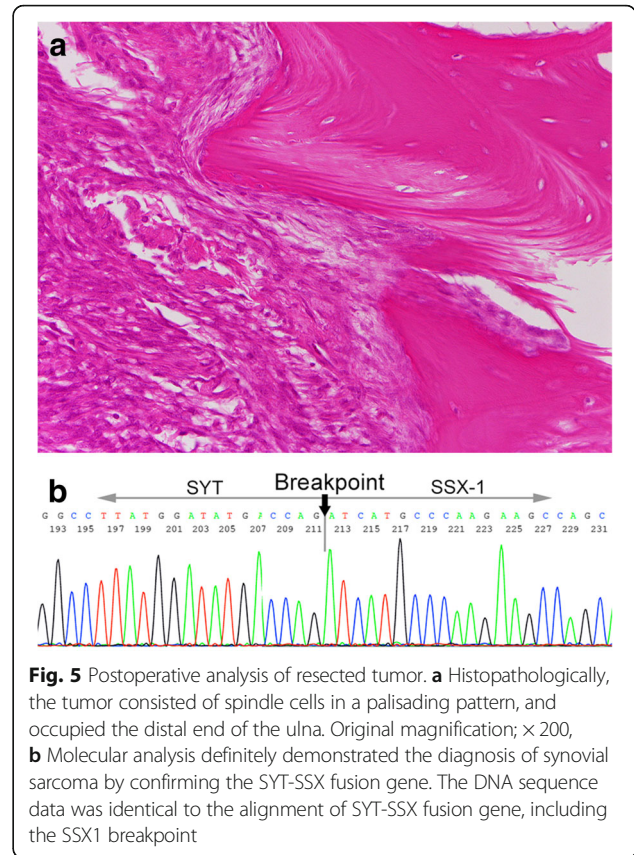 a
b
SYT Breakpoint SSX-1
G G C C T T A T G G A T A T G A C C A G A T C A T G C C C A A G A A G C C A G C
193 195 197 199 201 203 205 207 209 211 213 215 217 219 221 223 225 227 229 231
Fig. 5 Postoperative analysis of resected tumor. a Histopathologically,
the tumor consisted of spindle cells in a palisading pattern, and
occupied the distal end of the ulna. Original magnification; × 200,
b Molecular analysis definitely demonstrated the diagnosis of synovial
sarcoma by confirming the SYT-SSX fusion gene. The DNA sequence
data was identical to the alignment of SYT-SSX fusion gene, including
the SSX1 breakpoint